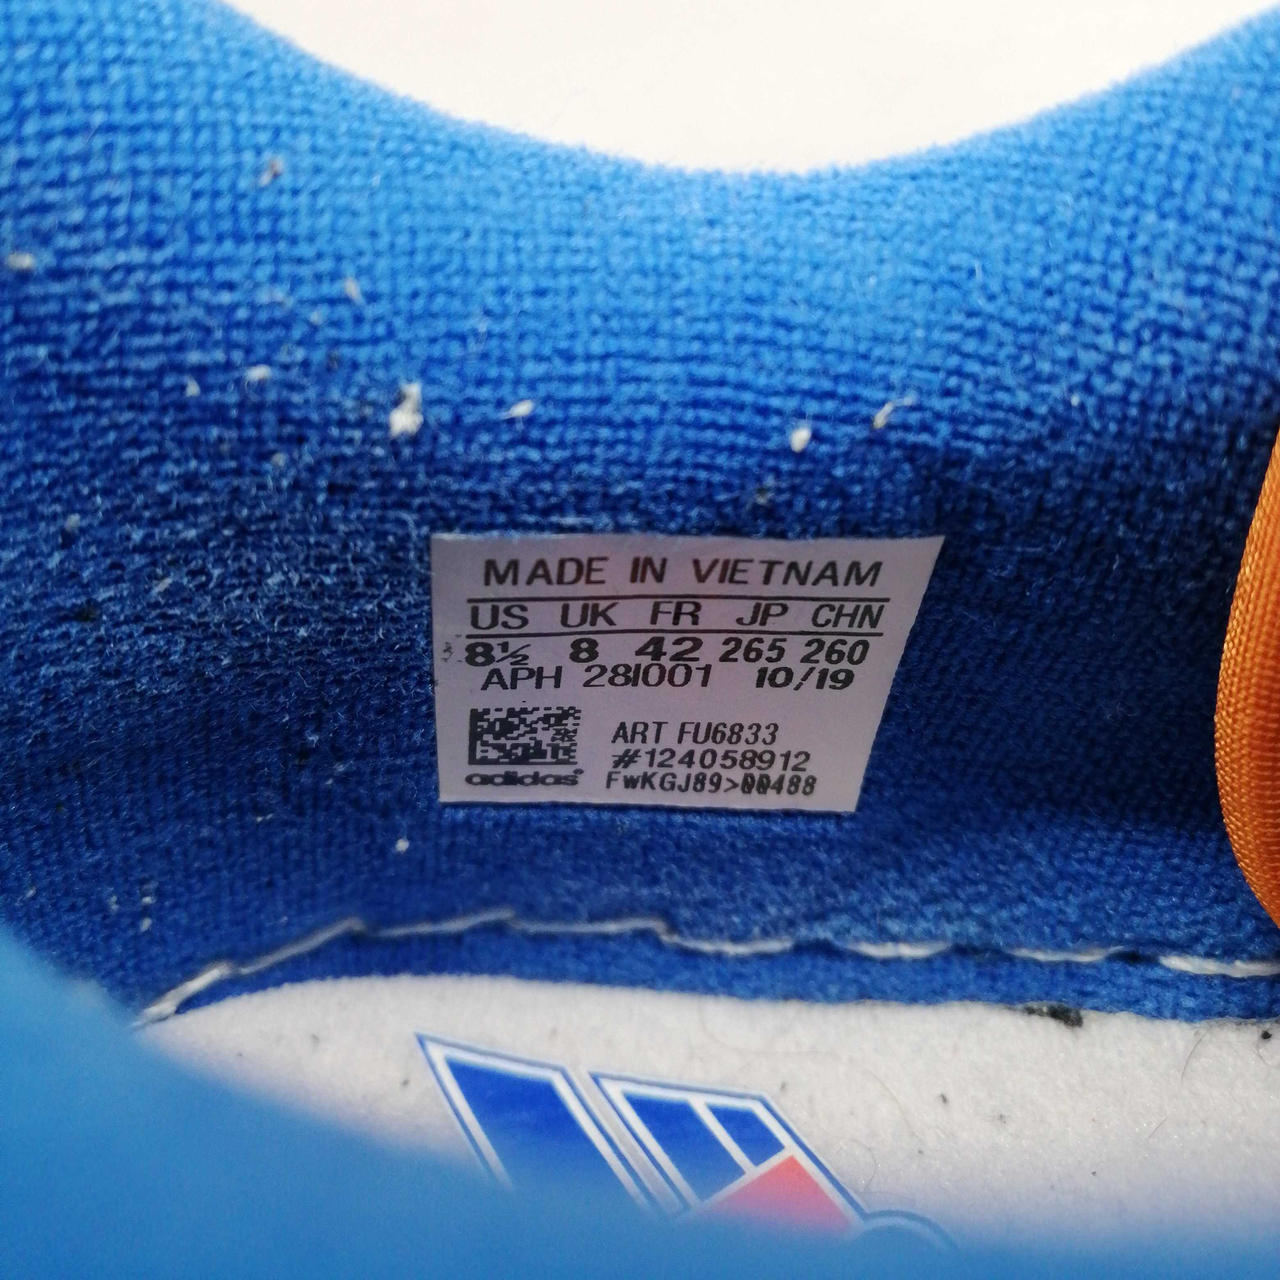 MADE IN VIETNAM
US UK FR JP CHN
8½ 8 42 265 260
APH 281001 10/19
ART FU6833
#124058912
adidas FwKGJ89>00488